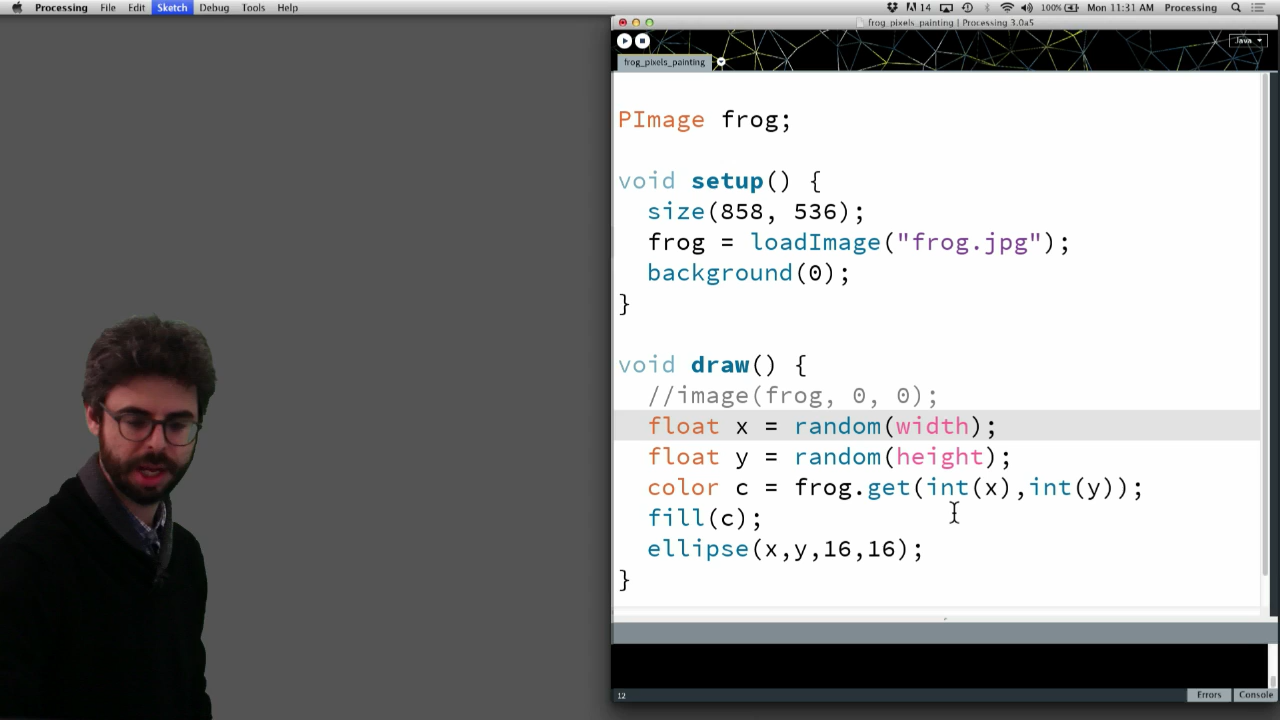 Processing File Edit Sketch Debug Tools Help 14 100% Mon 11:31 AM Processing
frog_pixels_painting | Processing 3.0a5
Java
frog_pixels_painting
PImage frog;
void setup() {
size(858, 536);
frog = loadImage("frog.jpg");
background(0);
}
void draw() {
//image(frog, 0, 0);
float x = random(width);
float y = random(height);
color c = frog.get(int(x),int(y));
fill(c);
ellipse(x,y,16,16);
}
12 Errors Console